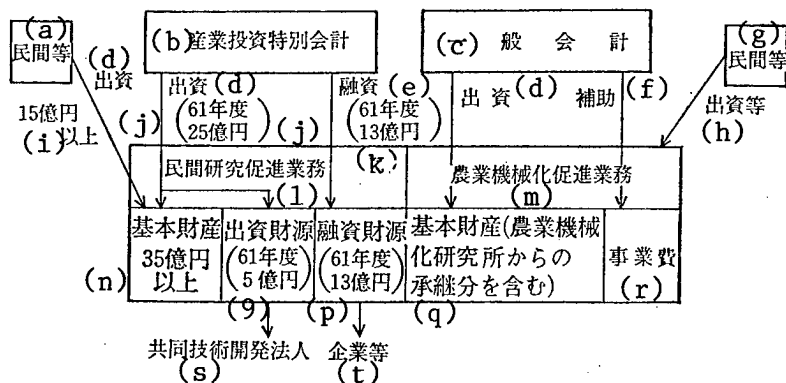 (a)
民間等
(b) 産業投資特別会計
(c) 一般会計
(g)
民間等
(d)
出資
出資 (d)
(61年度
25億円)
(j)
(j)
融資 (e)
(61年度
13億円)
(k)
出資 (d)
補助 (f)
出資等
(h)
15億円
(i) 以上
民間研究促進業務
(l)
農業機械化促進業務
(m)
(n)
基本財産
35億円
以上
出資財源
(61年度
5億円)
(9)
融資財源
(61年度
13億円)
(p)
基本財産(農業機械
化研究所からの
承継分を含む)
(q)
事業費
(r)
共同技術開発法人
(s)
企業等
(t)